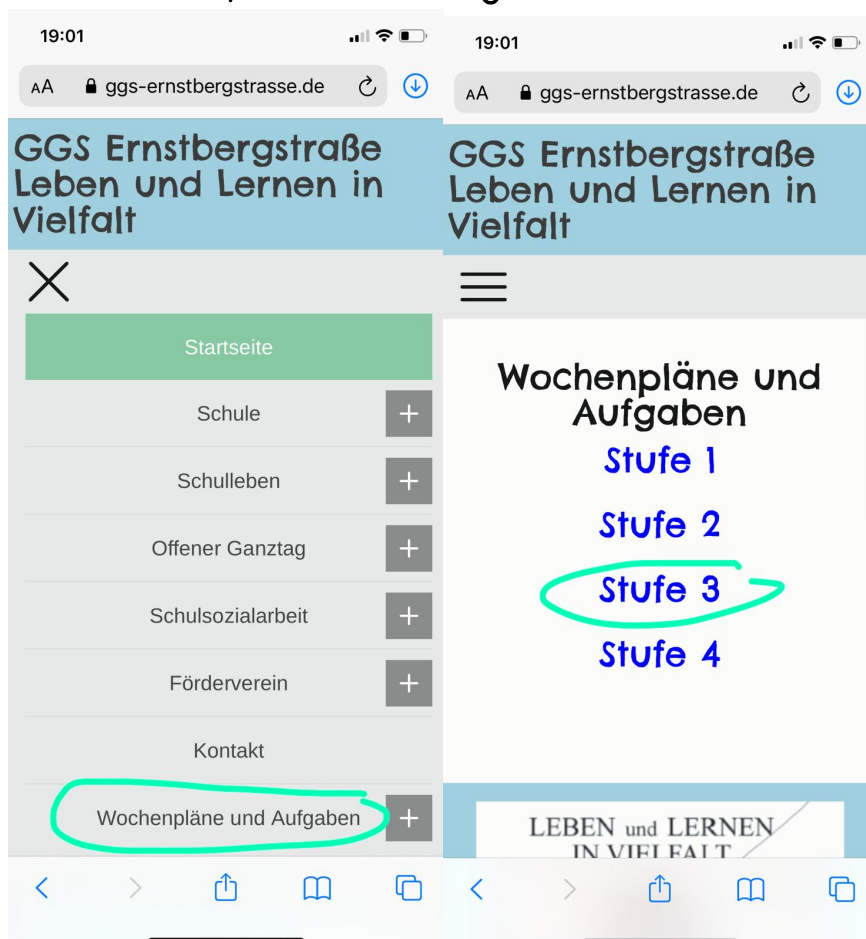 19:01
AA ggs-ernstbergstrasse.de
GGS Ernstbergstraße
Leben und Lernen in
Vielfalt
Startseite
Schule +
Schulleben +
Offener Ganztag +
Schulsozialarbeit +
Förderverein +
Kontakt
Wochenpläne und Aufgaben +
19:01
AA ggs-ernstbergstrasse.de
GGS Ernstbergstraße
Leben und Lernen in
Vielfalt
Wochenpläne und
Aufgaben
Stufe 1
Stufe 2
Stufe 3
Stufe 4
LEBEN und LERNEN
IN VIELFALT